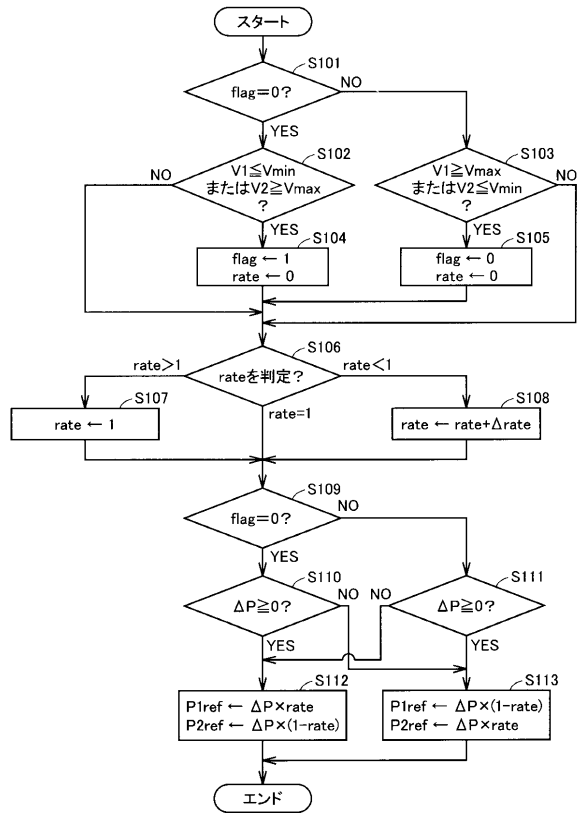 スタート
S101
flag=0?
NO
YES
S102
V1≦Vmin
またはV2≧Vmax
?
NO
YES
S103
V1≧Vmax
またはV2≦Vmin
?
NO
YES
S104
flag ← 1
rate ← 0
S105
flag ← 0
rate ← 0
S106
rateを判定?
rate>1
rate<1
rate=1
S107
rate ← 1
S108
rate ← rate+Δrate
S109
flag=0?
NO
YES
S110
ΔP≧0?
NO
YES
S111
ΔP≧0?
NO
YES
S112
P1ref ← ΔP×rate
P2ref ← ΔP×(1-rate)
S113
P1ref ← ΔP×(1-rate)
P2ref ← ΔP×rate
エンド